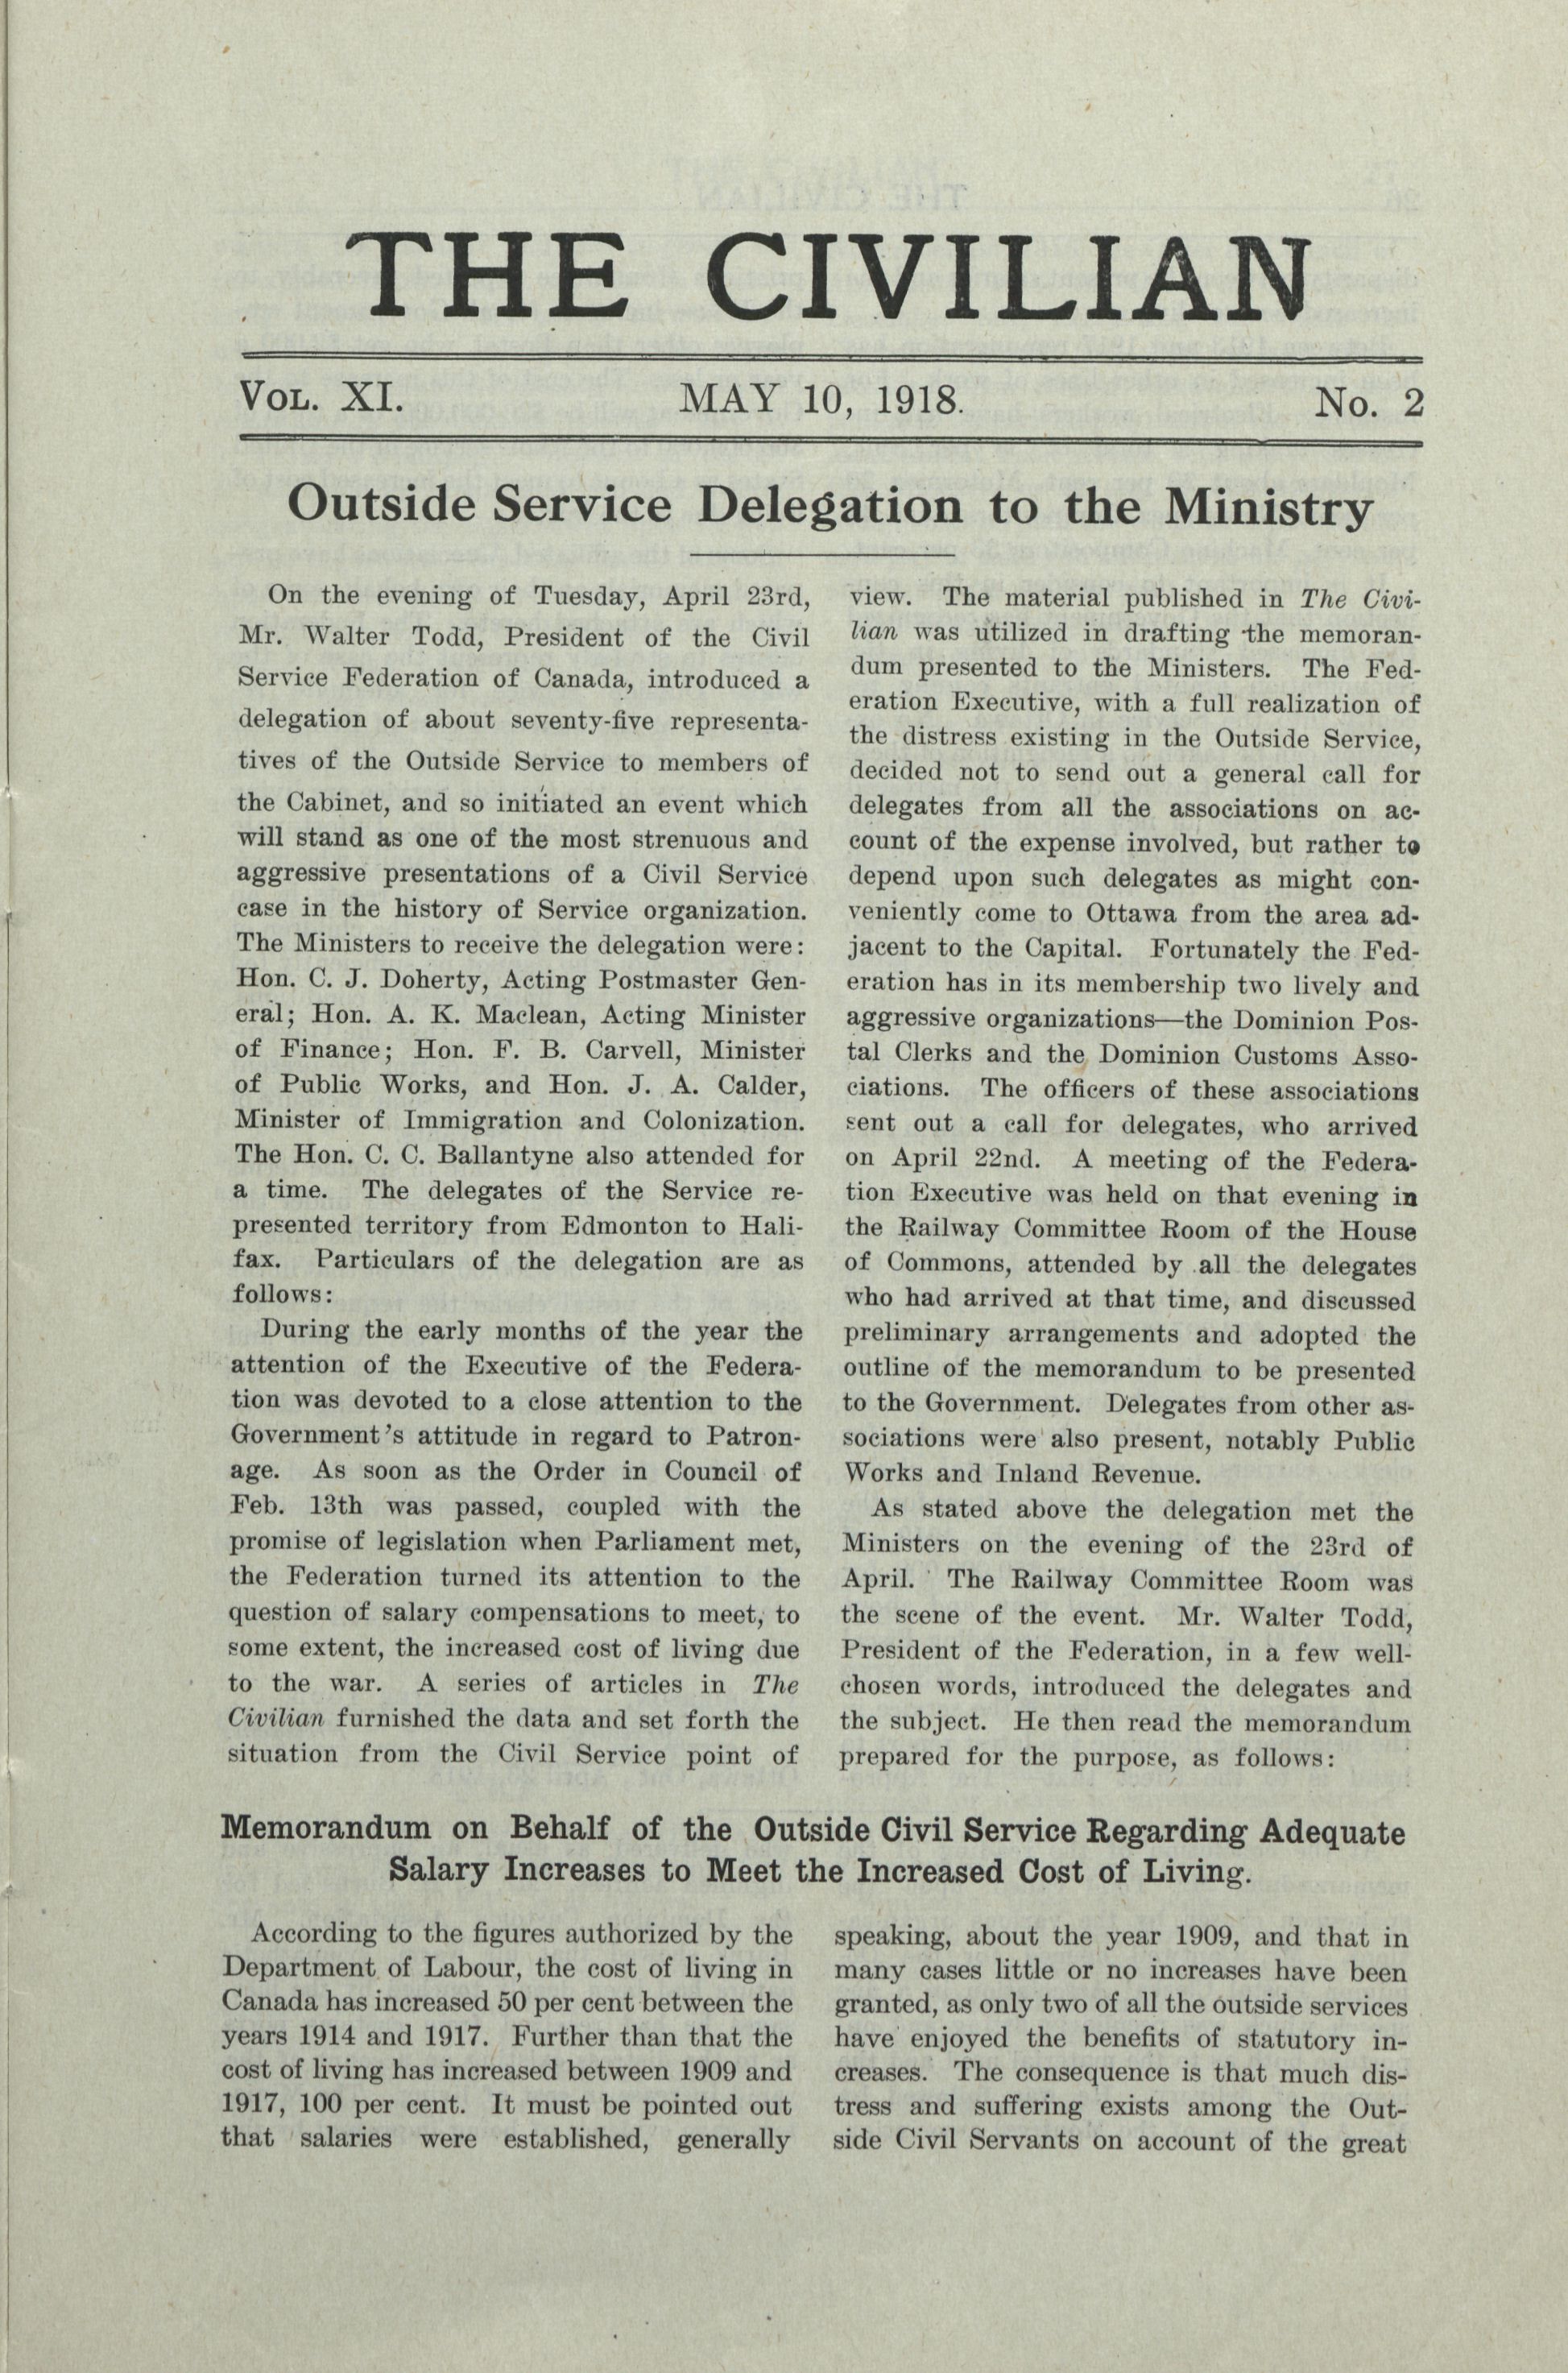 THE CIVILIAN
VOL. XI.
MAY 10, 1918.
No. 2
Outside Service Delegation to the Ministry
On the evening of Tuesday, April 23rd,
Mr. Walter Todd, President of the Civil
Service Federation of Canada, introduced a
delegation of about seventy-five representa-
tives of the Outside Service to members of
the Cabinet, and so initiated an event which
will stand as one of the most strenuous and
aggressive presentations of a Civil Service
case in the history of Service organization.
The Ministers to receive the delegation were:
Hon. C. J. Doherty, Acting Postmaster Gen-
eral; Hon. A. K. Maclean, Acting Minister
of Finance; Hon. F. B. Carvell, Minister
of Public Works, and Hon. J. A. Calder,
Minister of Immigration and Colonization.
The Hon. C. C. Ballantyne also attended for
a time. The delegates of the Service re-
presented territory from Edmonton to Hali-
fax. Particulars of the delegation are as
follows:
During the early months of the year the
attention of the Executive of the Federa-
tion was devoted to a close attention to the
Government's attitude in regard to Patron-
age. As soon as the Order in Council of
Feb. 13th was passed, coupled with the
promise of legislation when Parliament met,
the Federation turned its attention to the
question of salary compensations to meet, to
some extent, the increased cost of living due
to the war. A series of articles in The
Civilian furnished the data and set forth the
situation from the Civil Service point of
view. The material published in The Civi-
lian was utilized in drafting the memoran-
dum presented to the Ministers. The Fed-
eration Executive, with a full realization of
the distress existing in the Outside Service,
decided not to send out a general call for
delegates from all the associations on ac-
count of the expense involved, but rather to
depend upon such delegates as might con-
veniently come to Ottawa from the area ad-
jacent to the Capital. Fortunately the Fed-
eration has in its membership two lively and
aggressive organizations—the Dominion Pos-
tal Clerks and the Dominion Customs Asso-
ciations. The officers of these associations
sent out a call for delegates, who arrived
on April 22nd. A meeting of the Federa-
tion Executive was held on that evening in
the Railway Committee Room of the House
of Commons, attended by all the delegates
who had arrived at that time, and discussed
preliminary arrangements and adopted the
outline of the memorandum to be presented
to the Government. Delegates from other as-
sociations were also present, notably Public
Works and Inland Revenue.
As stated above the delegation met the
Ministers on the evening of the 23rd of
April. The Railway Committee Room was
the scene of the event. Mr. Walter Todd,
President of the Federation, in a few well-
chosen words, introduced the delegates and
the subject. He then read the memorandum
prepared for the purpose, as follows:
Memorandum on Behalf of the Outside Civil Service Regarding Adequate
Salary Increases to Meet the Increased Cost of Living.
According to the figures authorized by the
Department of Labour, the cost of living in
Canada has increased 50 per cent between the
years 1914 and 1917. Further than that the
cost of living has increased between 1909 and
1917, 100 per cent. It must be pointed out
that salaries were established, generally
speaking, about the year 1909, and that in
many cases little or no increases have been
granted, as only two of all the outside services
have enjoyed the benefits of statutory in-
creases. The consequence is that much dis-
tress and suffering exists among the Out-
side Civil Servants on account of the great